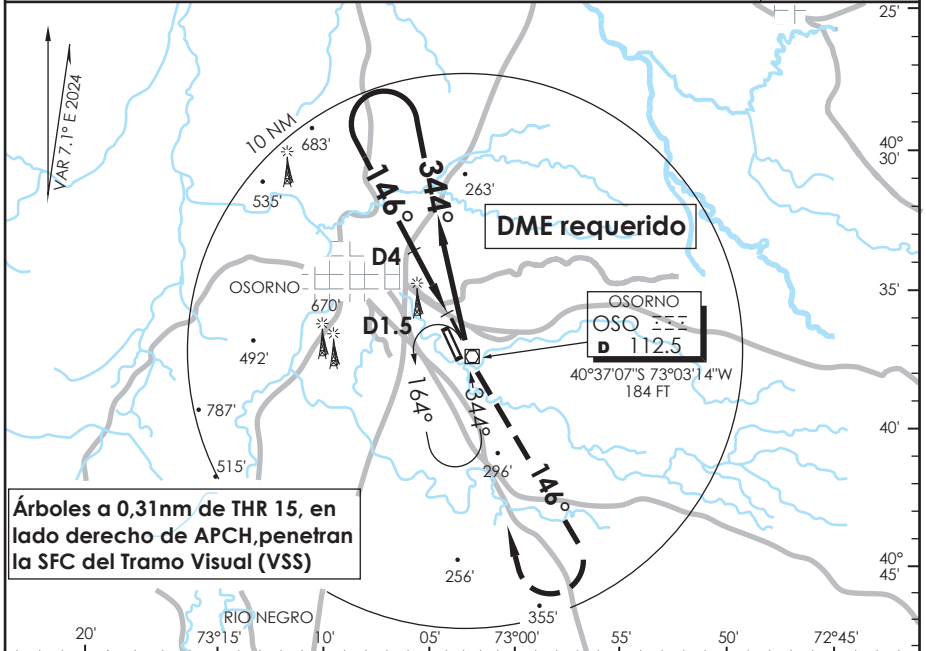 25'
VAR 7.1° E 2024
10 NM
683'
40°
30'
535'
263'
146°
344°
DME requerido
D4
OSORNO
670'
35'
D1.5
OSORNO
OSO
D 112.5
40°37'07"S 73°03'14"W
184 FT
492'
164°
344°
787'
40'
296'
515'
146°
Árboles a 0,31nm de THR 15, en
lado derecho de APCH,penetran
la SFC del Tramo Visual (VSS)
40°
45'
256'
355'
RIO NEGRO
20'
73°15'
10'
05'
73°00'
55'
50'
72°45'